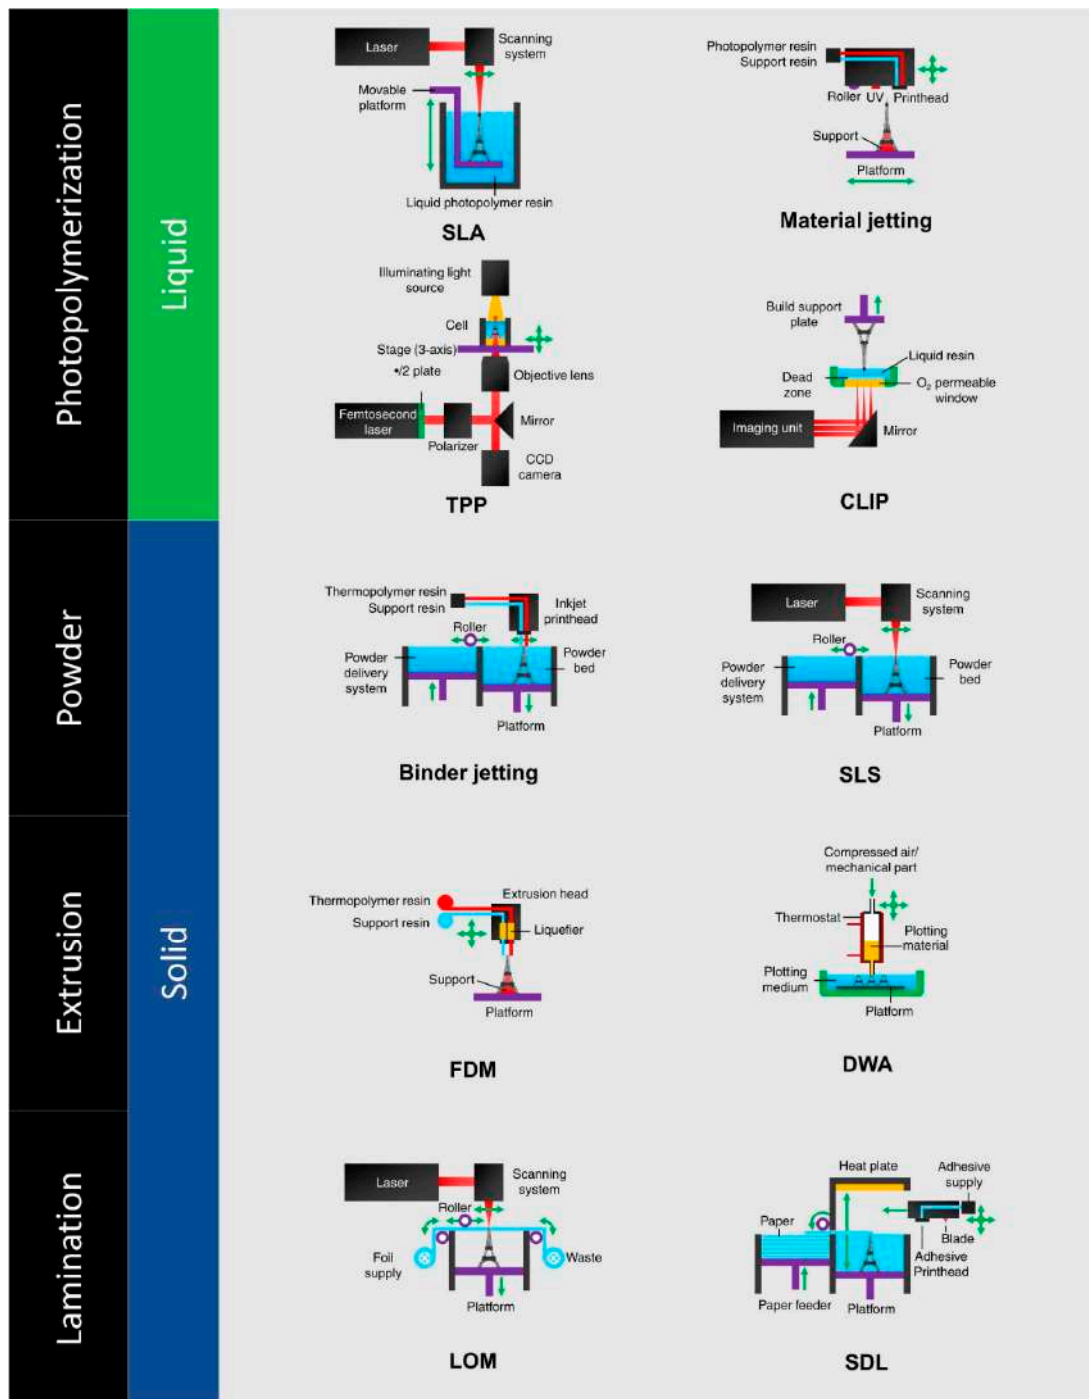 Photopolymerization
Liquid
Laser
Scanning
system
Movable
platform
Liquid photopolymer resin
SLA
Photopolymer resin
Support resin
Roller UV Printhead
Support
Platform
Material jetting
Illuminating light
source
Cell
Stage (3-axis)
•/2 plate
Objective lens
Femtosecond
laser
Polarizer
Mirror
CCD
camera
TPP
Build support
plate
Liquid resin
Dead
zone
O₂ permeable
window
Imaging unit
Mirror
CLIP
Powder
Solid
Thermopolymer resin
Support resin
Inkjet
printhead
Roller
Powder
delivery
system
Powder
bed
Platform
Binder jetting
Laser
Scanning
system
Roller
Powder
delivery
system
Powder
bed
Platform
SLS
Extrusion
Thermopolymer resin
Support resin
Extrusion head
Liquefier
Support
Platform
FDM
Compressed air/
mechanical part
Thermostat
Plotting
material
Plotting
medium
Platform
DWA
Lamination
Laser
Scanning
system
Roller
Foil
supply
Waste
Platform
LOM
Heat plate
Adhesive
supply
Paper
Blade
Adhesive
Printhead
Paper feeder
Platform
SDL